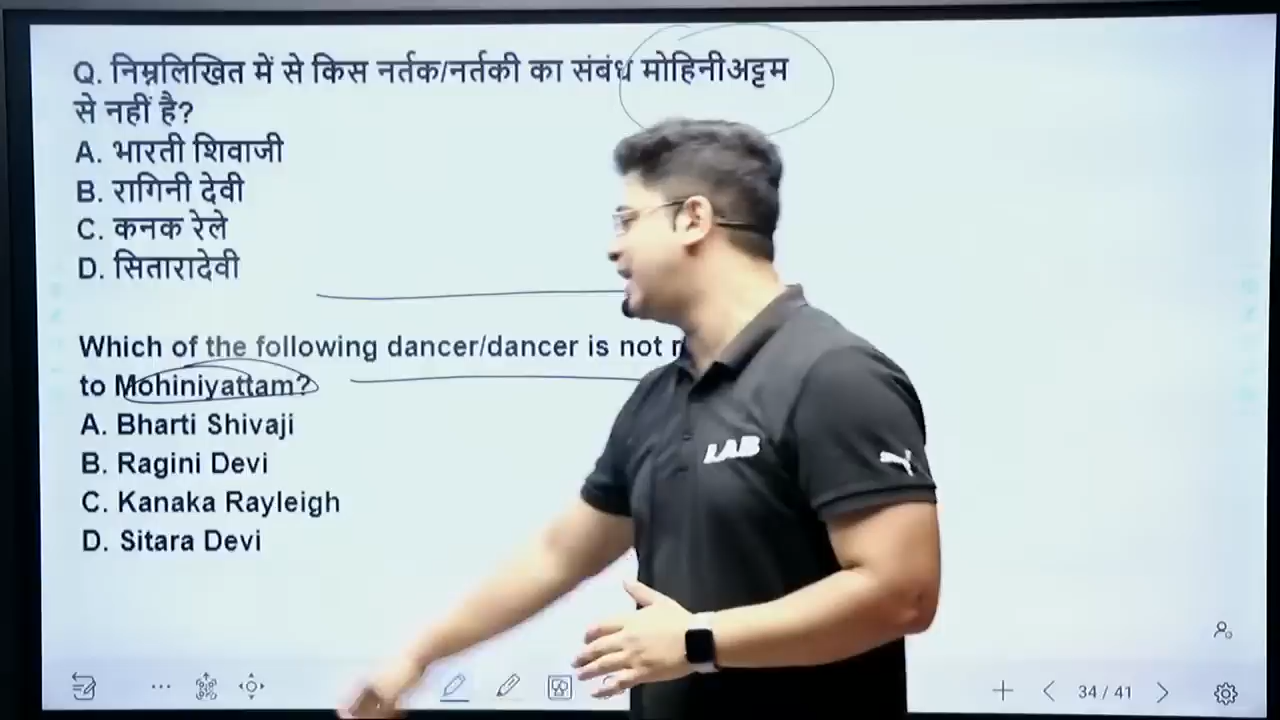 Q. निम्नलिखित में से किस नर्तक/नर्तकी का संबंध मोहिनीअट्टम
से नहीं है?
A. भारती शिवाजी
B. रागिनी देवी
C. कनक रेले
D. सितारादेवी
Which of the following dancer/dancer is not
to Mohiniyattam?
A. Bharti Shivaji
B. Ragini Devi
C. Kanaka Rayleigh
D. Sitara Devi
LAB
34 / 41